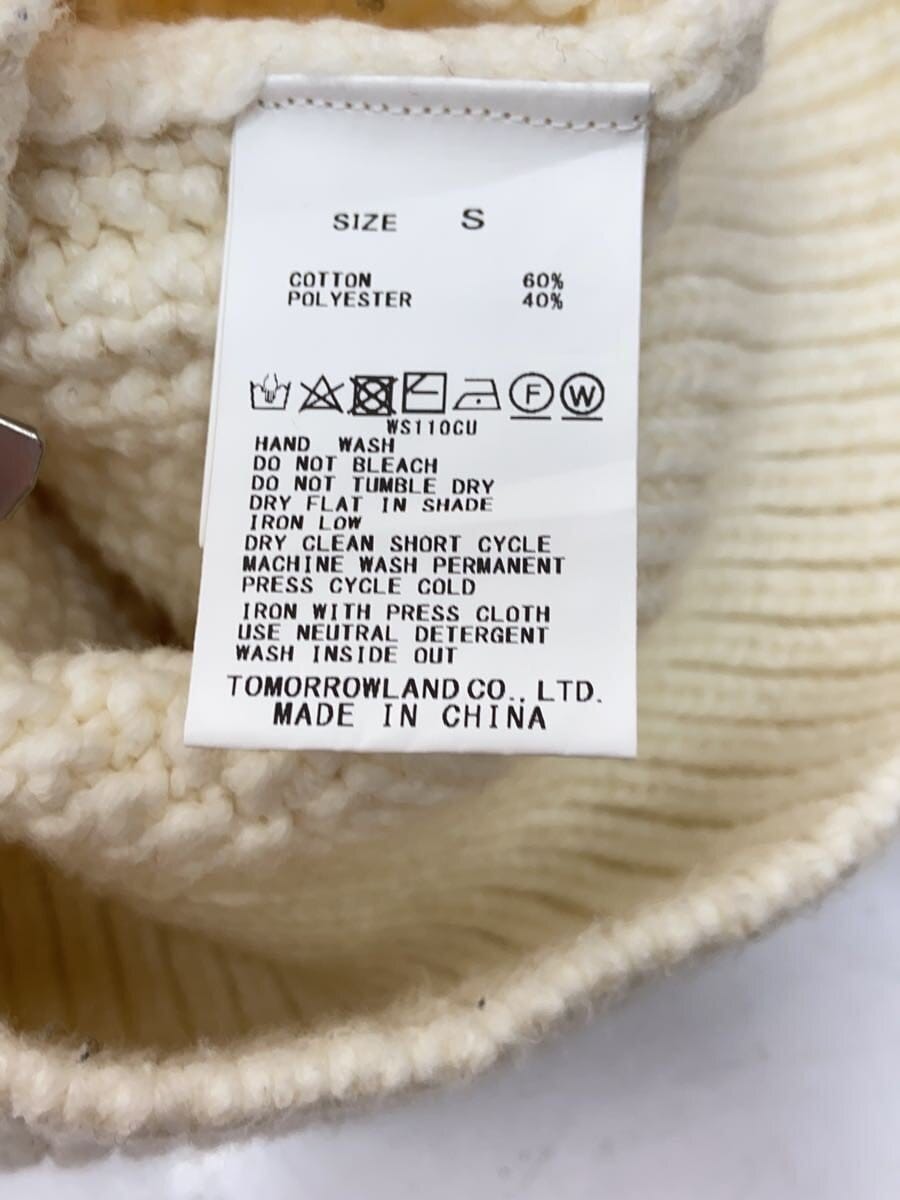 SIZE S
COTTON 60%
POLYESTER 40%
F W
WS110CU
HAND WASH
DO NOT BLEACH
DO NOT TUMBLE DRY
DRY FLAT IN SHADE
IRON LOW
DRY CLEAN SHORT CYCLE
MACHINE WASH PERMANENT
PRESS CYCLE COLD
IRON WITH PRESS CLOTH
USE NEUTRAL DETERGENT
WASH INSIDE OUT
TOMORROWLAND CO., LTD.
MADE IN CHINA